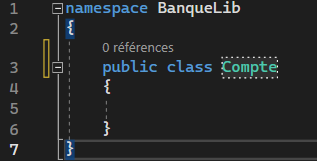 1 namespace BanqueLib
2 {
0 références
3 public class Compte
4 {
5
6 }
7 }